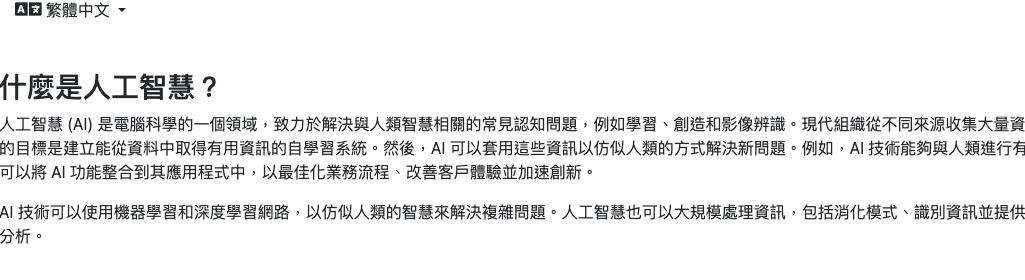 繁體中文
什麼是人工智慧？
人工智慧 (AI) 是電腦科學的一個領域，致力於解決與人類智慧相關的常見認知問題，例如學習、創造和影像辨識。現代組織從不同來源收集大量資
的目標是建立能從資料中取得有用資訊的自學習系統。然後，AI 可以套用這些資訊以仿似人類的方式解決新問題。例如，AI 技術能夠與人類進行有
可以將 AI 功能整合到其應用程式中，以最佳化業務流程、改善客戶體驗並加速創新。
AI 技術可以使用機器學習和深度學習網路，以仿似人類的智慧來解決複雜問題。人工智慧也可以大規模處理資訊，包括消化模式、識別資訊並提供
分析。